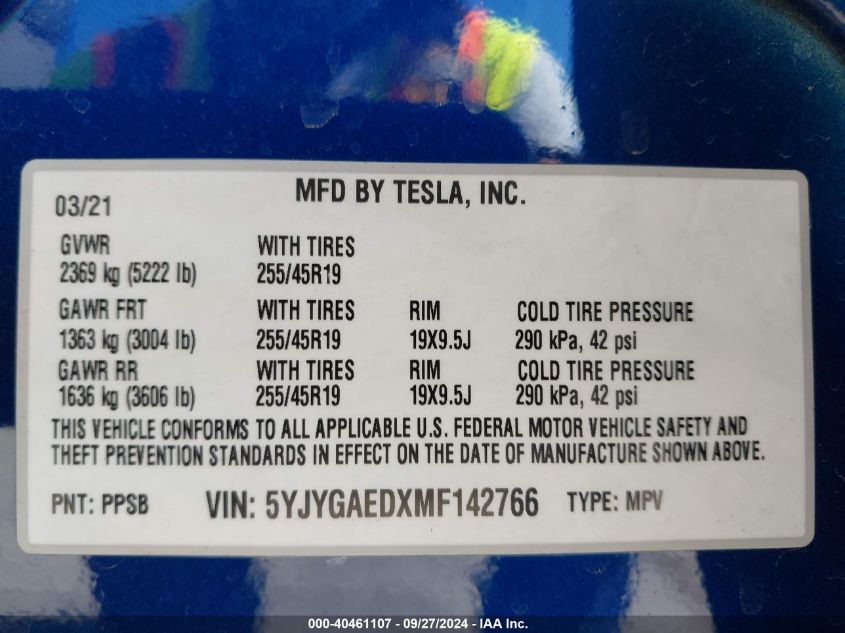 03/21 MFD BY TESLA, INC.
GVWR WITH TIRES
2369 kg (5222 lb) 255/45R19
GAWR FRT WITH TIRES RIM COLD TIRE PRESSURE
1363 kg (3004 lb) 255/45R19 19X9.5J 290 kPa, 42 psi
GAWR RR WITH TIRES RIM COLD TIRE PRESSURE
1636 kg (3606 lb) 255/45R19 19X9.5J 290 kPa, 42 psi
THIS VEHICLE CONFORMS TO ALL APPLICABLE U.S. FEDERAL MOTOR VEHICLE SAFETY AND
THEFT PREVENTION STANDARDS IN EFFECT ON THE DATE OF MANUFACTURE SHOWN ABOVE.
PNT: PPSB VIN: 5YJYGAEDXMF142766 TYPE: MPV
000-40461107 - 09/27/2024 - IAA Inc.